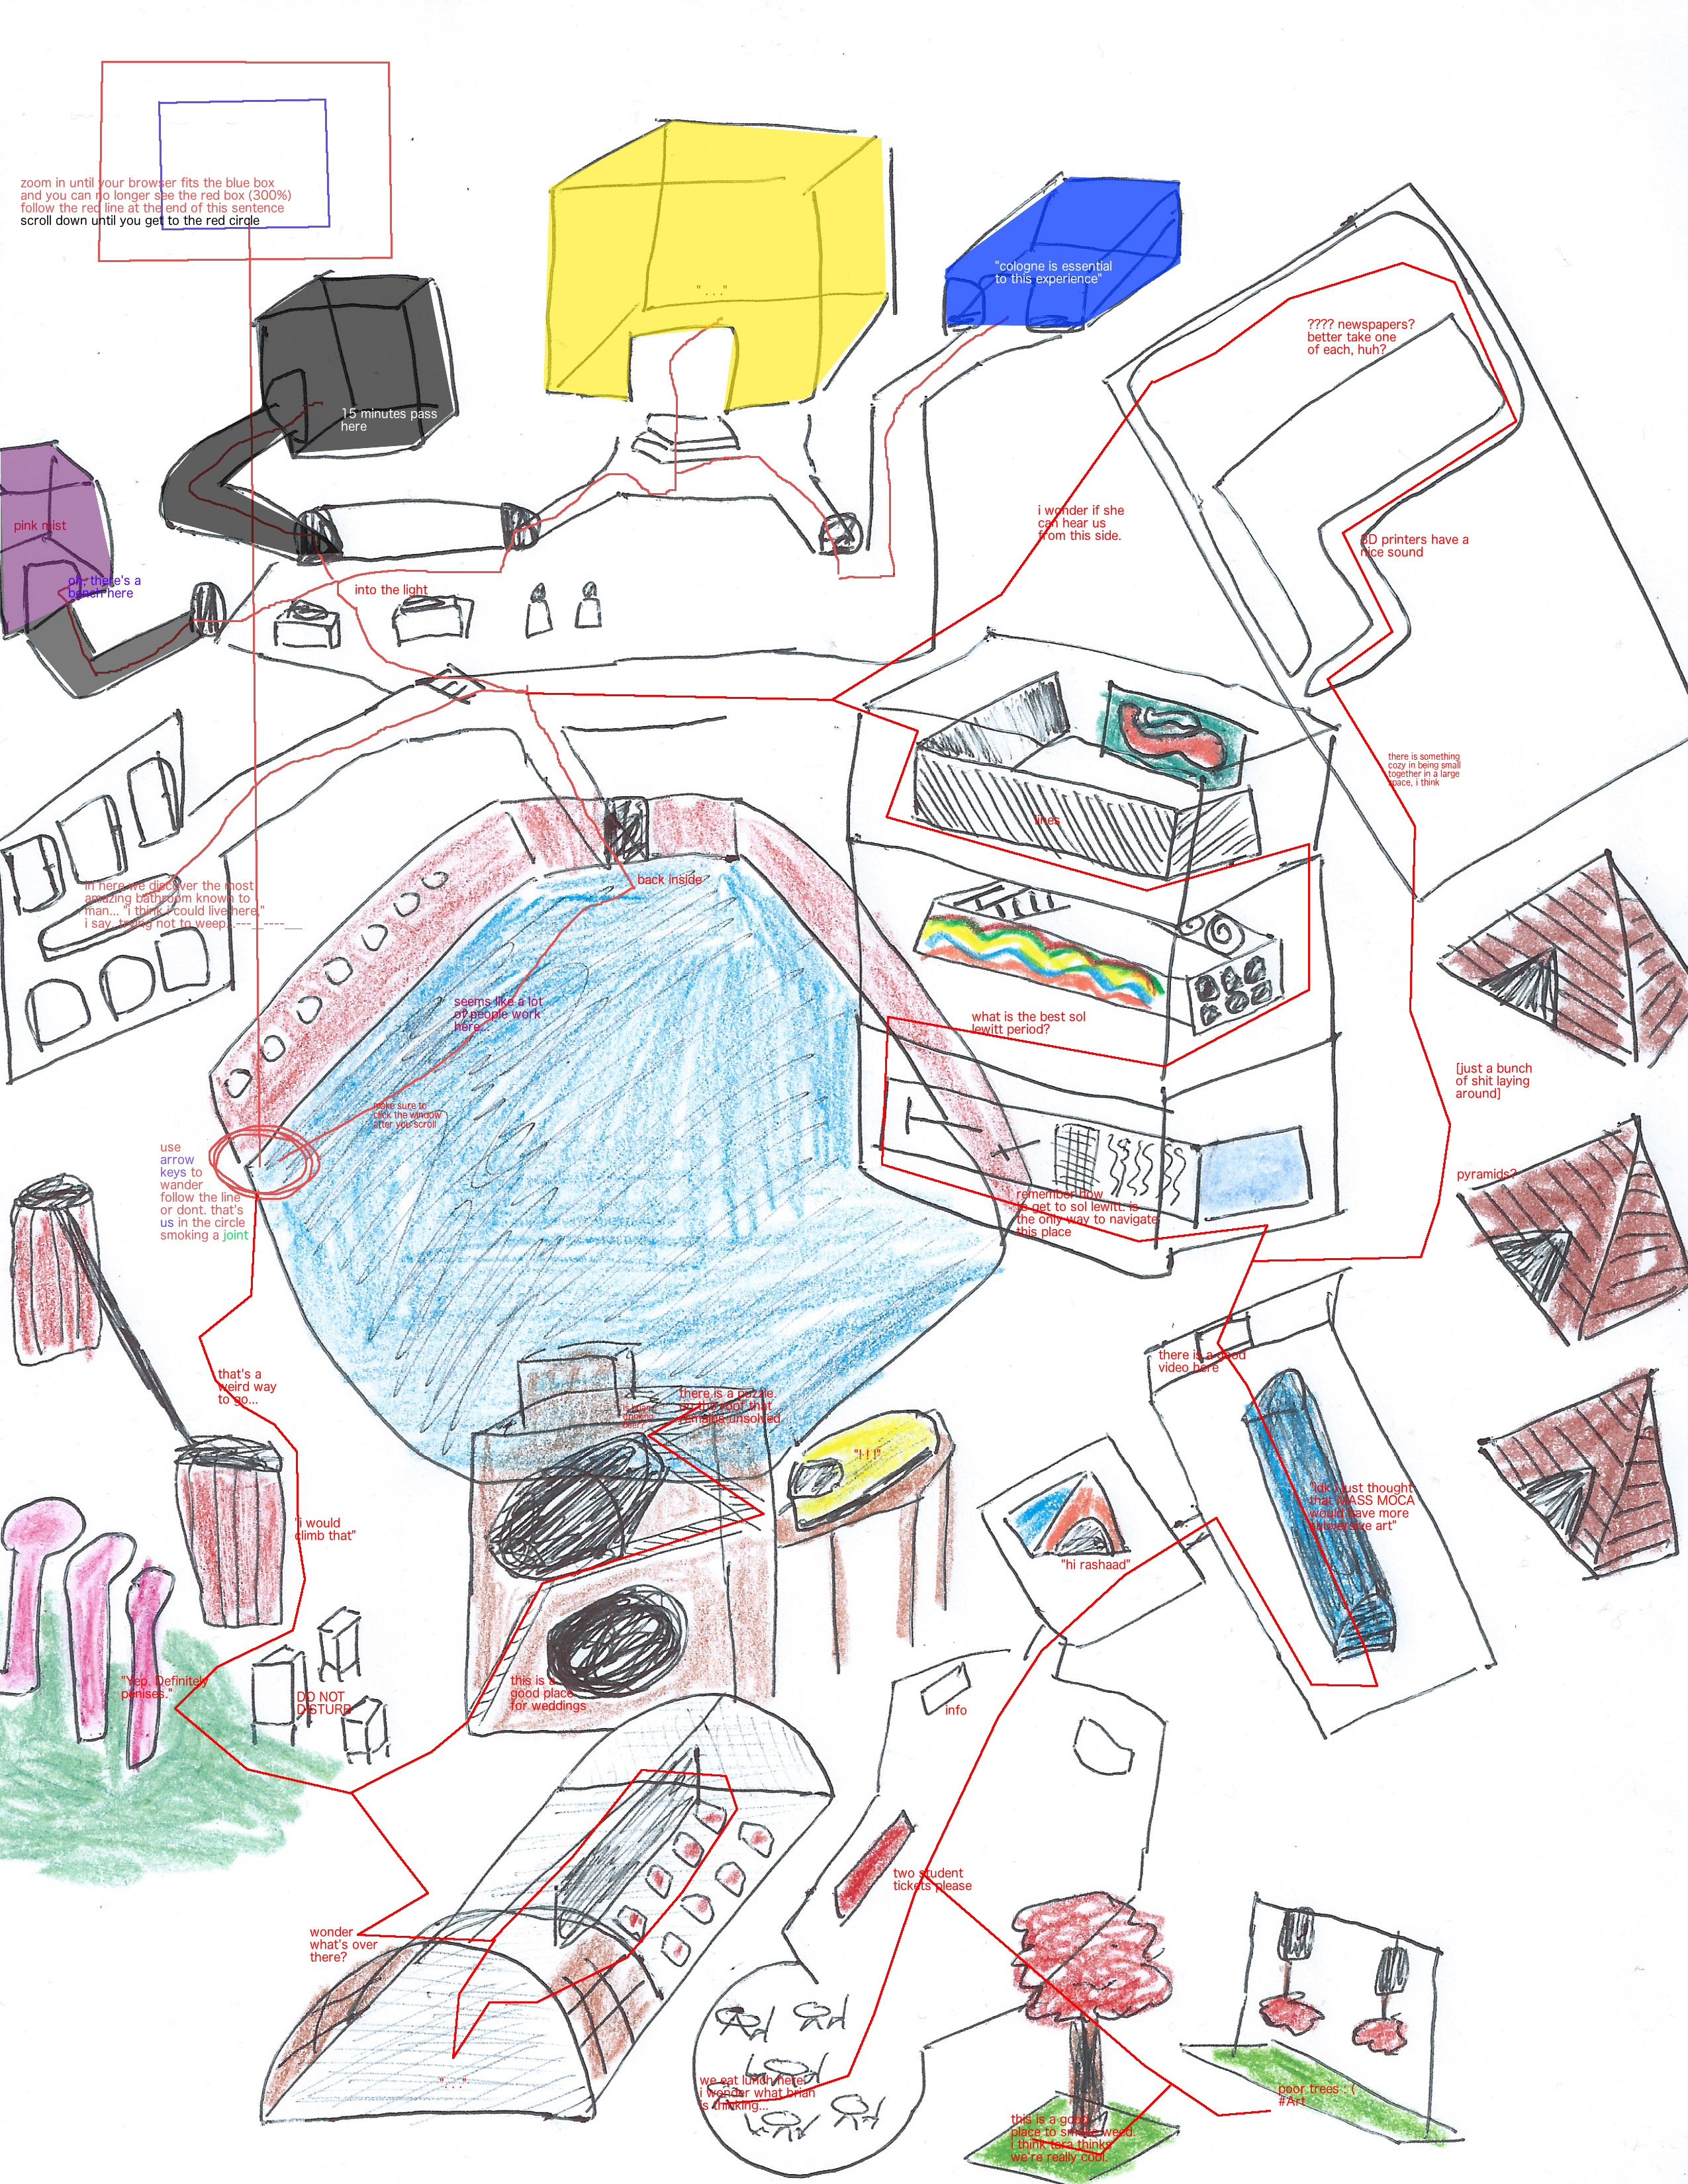 zoom in until your browser fits the blue box
and you can no longer see the red box (300%)
follow the red line at the end of this sentence
scroll down until you get to the red circle
"cologne is essential
to this experience"
" . . . "
???? newspapers?
better take one
of each, huh?
15 minutes pass
here
pink mist
i wonder if she
can hear us
from this side.
3D printers have a
nice sound
oh, there's a
bench here
into the light
there is something
cozy in being small
together in a large
space, i think
lines
back inside
in here we discover the most
amazing bathroom known to
man... "i think i could live here,"
i say, trying not to weep...---__----___
seems like a lot
of people work
here...
what is the best sol
lewitt period?
[just a bunch
of shit laying
around]
make sure to
click the window
after you scroll
use
arrow
keys to
wander
follow the line
or dont. that's
us in the circle
smoking a joint
pyramids?
remember how
to get to sol lewitt. is
the only way to navigate
this place
there is a good
video here
that's a
weird way
to go...
there is a puzzle
on the roof that
remains unsolved
is
drinking
"! ! !"
"idk i just thought
that MASS MOCA
would have more
art"
"i would
climb that"
"hi rashaad"
"Yep. Definitely
penises."
DO NOT
DISTURB
this is a
good place
for weddings
info
two student
tickets please
wonder
what's over
there?
". . ."
we eat lunch here.
i wonder what brian
is thinking...
poor trees : (
#Art
this is a good
place to smoke weed.
i think tara thinks
we're really cool.